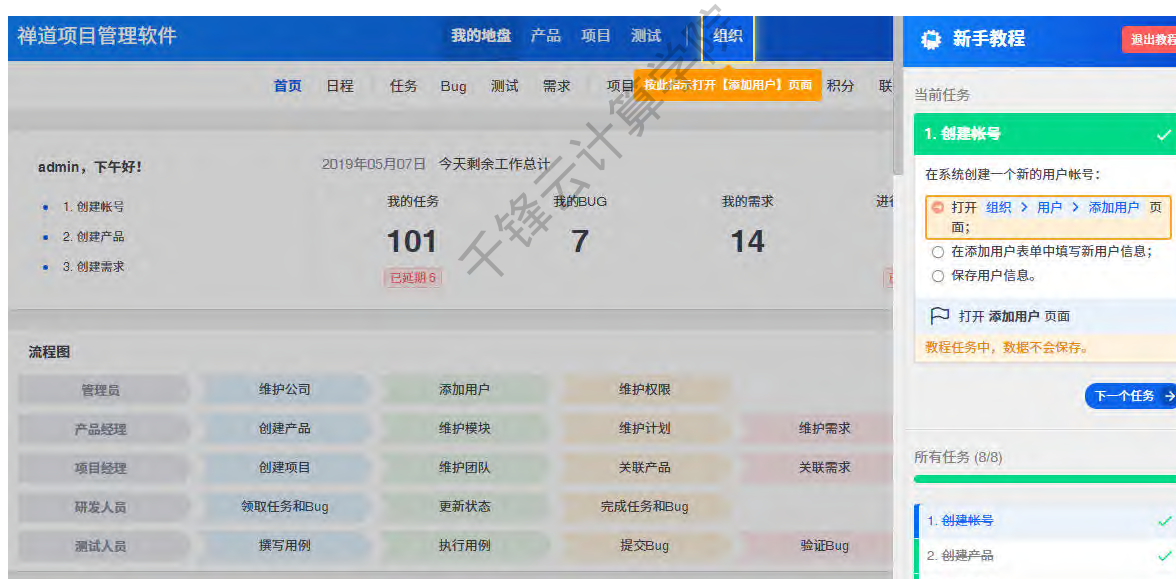 禅道项目管理软件
我的地盘 产品 项目 测试 组织
首页 日程 任务 Bug 测试 需求 项目 积分 联
按此指示打开【添加用户】页面
admin，下午好！
1. 创建帐号
2. 创建产品
3. 创建需求
2019年05月07日 今天剩余工作总计
我的任务 我的BUG 我的需求
101 7 14
已延期 6
流程图
管理员 维护公司 添加用户 维护权限
产品经理 创建产品 维护模块 维护计划 维护需求
项目经理 创建项目 维护团队 关联产品 关联需求
研发人员 领取任务和Bug 更新状态 完成任务和Bug
测试人员 撰写用例 执行用例 提交Bug 验证Bug
千锋云计算学院
新手教程
退出教程
当前任务
1. 创建帐号
在系统创建一个新的用户帐号：
打开 组织 > 用户 > 添加用户 页
面；
在添加用户表单中填写新用户信息；
保存用户信息。
打开 添加用户 页面
教程任务中，数据不会保存。
下一个任务
所有任务 (8/8)
1. 创建帐号
2. 创建产品